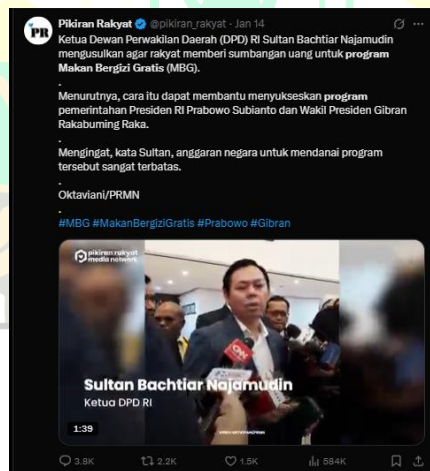 PR
Pikiran Rakyat @pikiran_rakyat · Jan 14
Ketua Dewan Perwakilan Daerah (DPD) RI Sultan Bachtiar Najamudin
mengusulkan agar rakyat memberi sumbangan uang untuk program
Makan Bergizi Gratis (MBG).
.
Menurutnya, cara itu dapat membantu menyukseskan program
pemerintahan Presiden RI Prabowo Subianto dan Wakil Presiden Gibran
Rakabuming Raka.
.
Mengingat, kata Sultan, anggaran negara untuk mendanai program
tersebut sangat terbatas.
.
Oktaviani/PRMN
.
#MBG #MakanBergiziGratis #Prabowo #Gibran
pikiran rakyat
media network
CNN
Sultan Bachtiar Najamudin
Ketua DPD RI
1:39
3.8K 2.2K 1.5K 584K